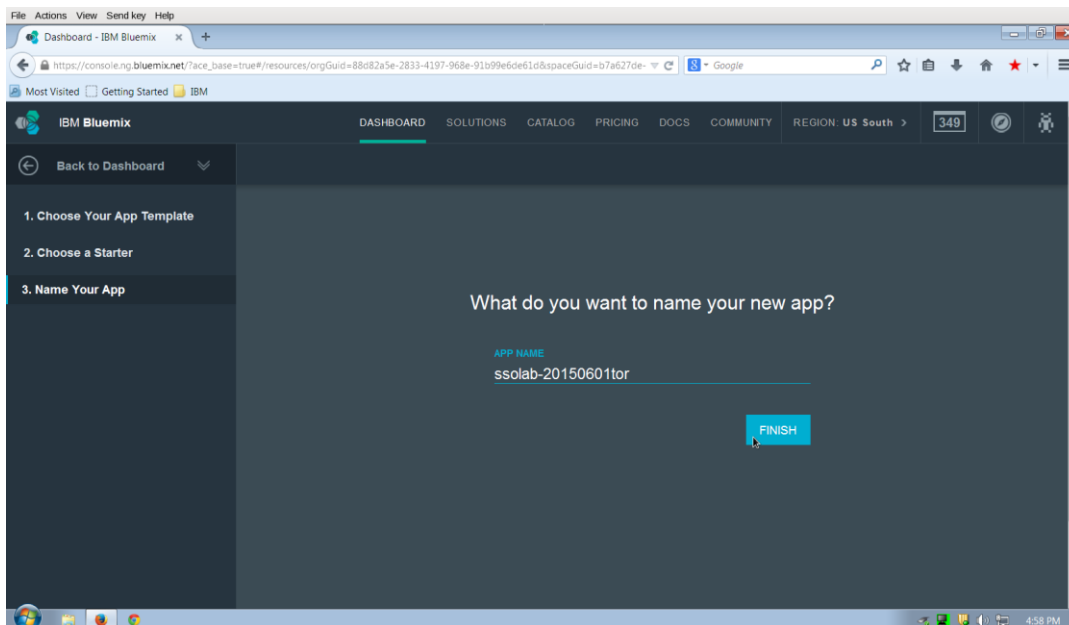 File Actions View Send key Help
Dashboard - IBM Bluemix × +
https://console.ng.bluemix.net/?ace_base=true#/resources/orgGuid=88d82a5e-2833-4197-968e-91b99e6de61d&spaceGuid=b7a627de- Google
Most Visited Getting Started IBM
IBM Bluemix DASHBOARD SOLUTIONS CATALOG PRICING DOCS COMMUNITY REGION: US South > 349
Back to Dashboard
1. Choose Your App Template
2. Choose a Starter
3. Name Your App
What do you want to name your new app?
APP NAME
ssolab-20150601tor
FINISH
4:58 PM